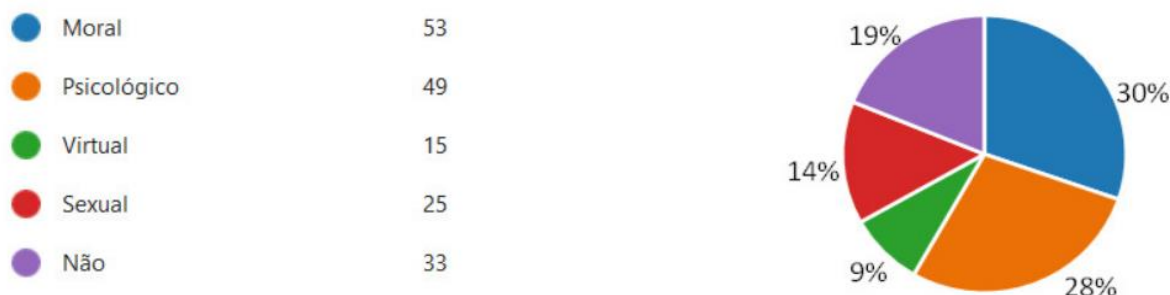 Moral 53
Psicológico 49
Virtual 15
Sexual 25
Não 33
19%
30%
14%
9%
28%